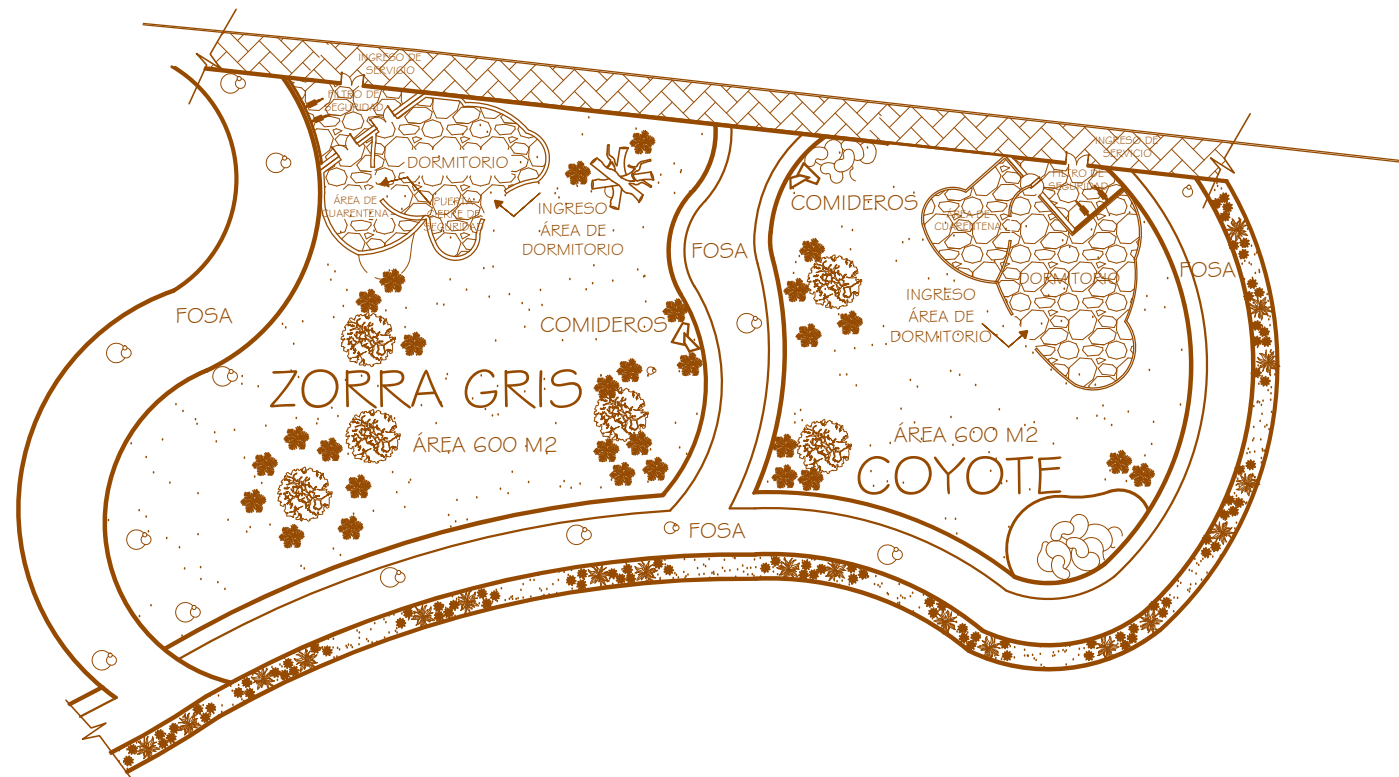 INGRESO DE
SERVICIO
FILTRO DE
SEGURIDAD
DORMITORIO
ÁREA DE
CUARENTENA
PUERTA
CIERRE DE
SEGURIDAD
INGRESO
ÁREA DE
DORMITORIO
FOSA
COMIDEROS
ZORRA GRIS
ÁREA 600 M2
FOSA
FOSA
INGRESO DE
SERVICIO
FILTRO DE
SEGURIDAD
COMIDEROS
ÁREA DE
CUARENTENA
DORMITORIO
INGRESO
ÁREA DE
DORMITORIO
FOSA
ÁREA 600 M2
COYOTE